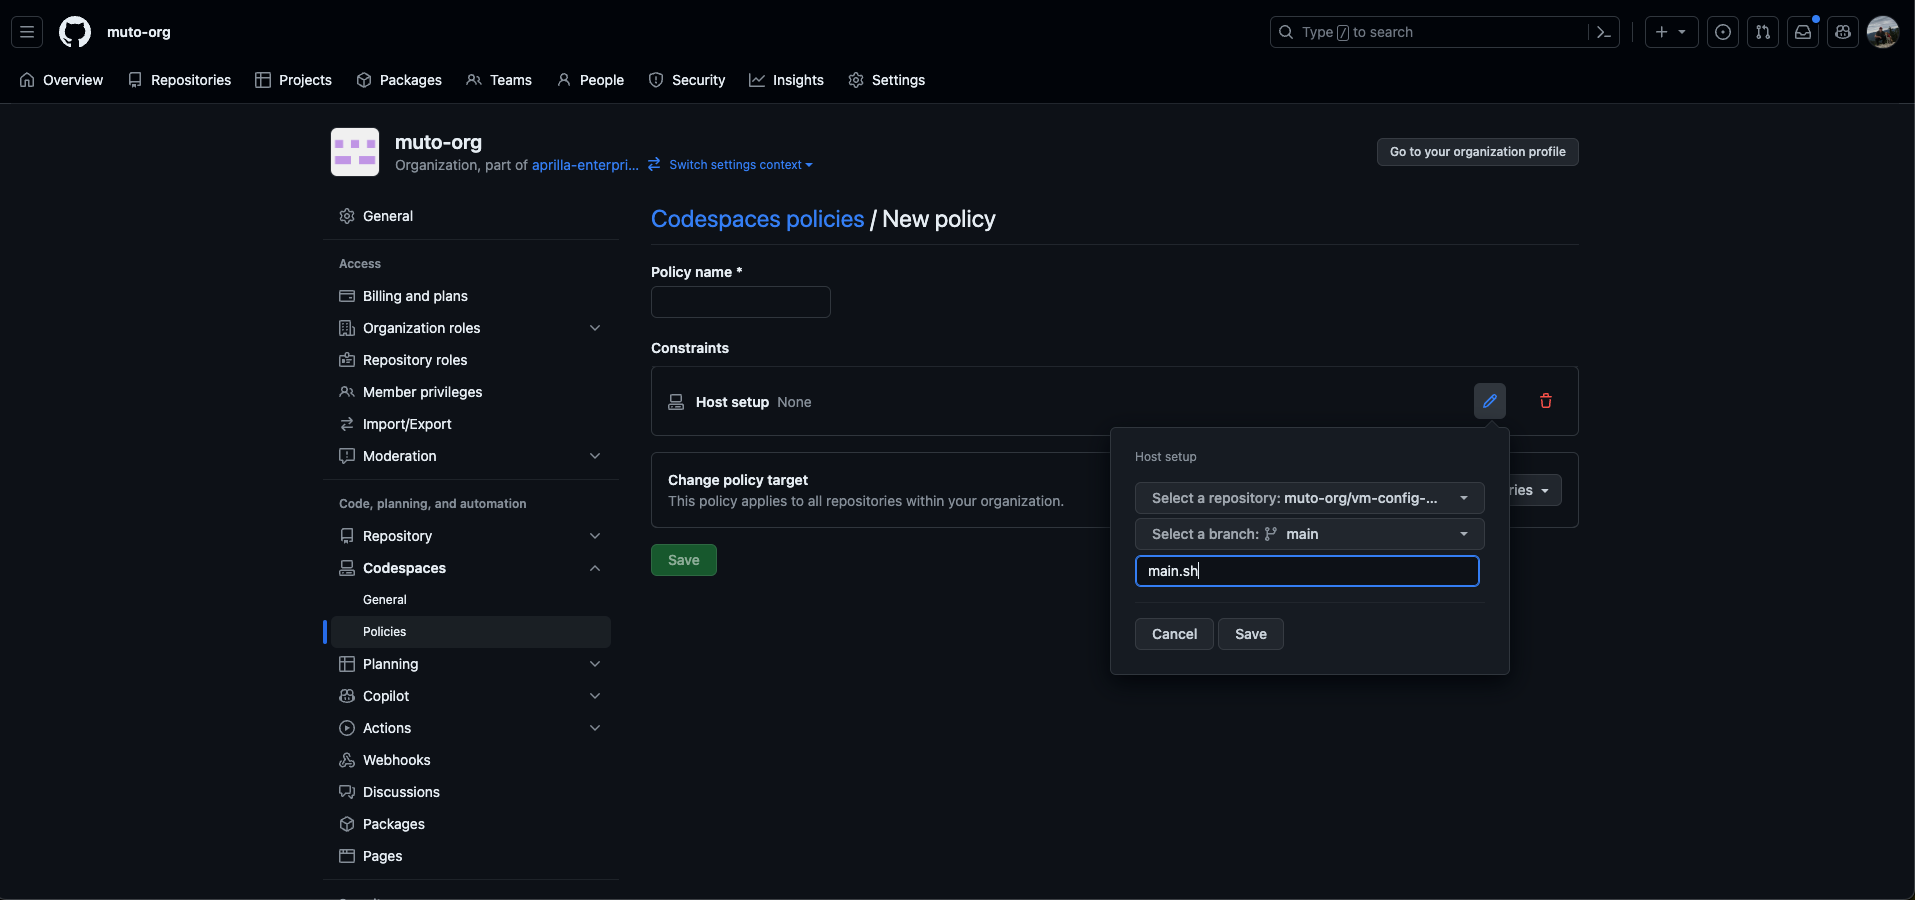 muto-org
Type / to search
Overview
Repositories
Projects
Packages
Teams
People
Security
Insights
Settings
muto-org
Organization, part of aprilla-enterpri... Switch settings context
Go to your organization profile
General
Access
Billing and plans
Organization roles
Repository roles
Member privileges
Import/Export
Moderation
Code, planning, and automation
Repository
Codespaces
General
Policies
Planning
Copilot
Actions
Webhooks
Discussions
Packages
Pages
Codespaces policies / New policy
Policy name *
Constraints
Host setup None
Change policy target
This policy applies to all repositories within your organization.
ries
Save
Host setup
Select a repository: muto-org/vm-config-...
Select a branch: main
main.sh
Cancel Save